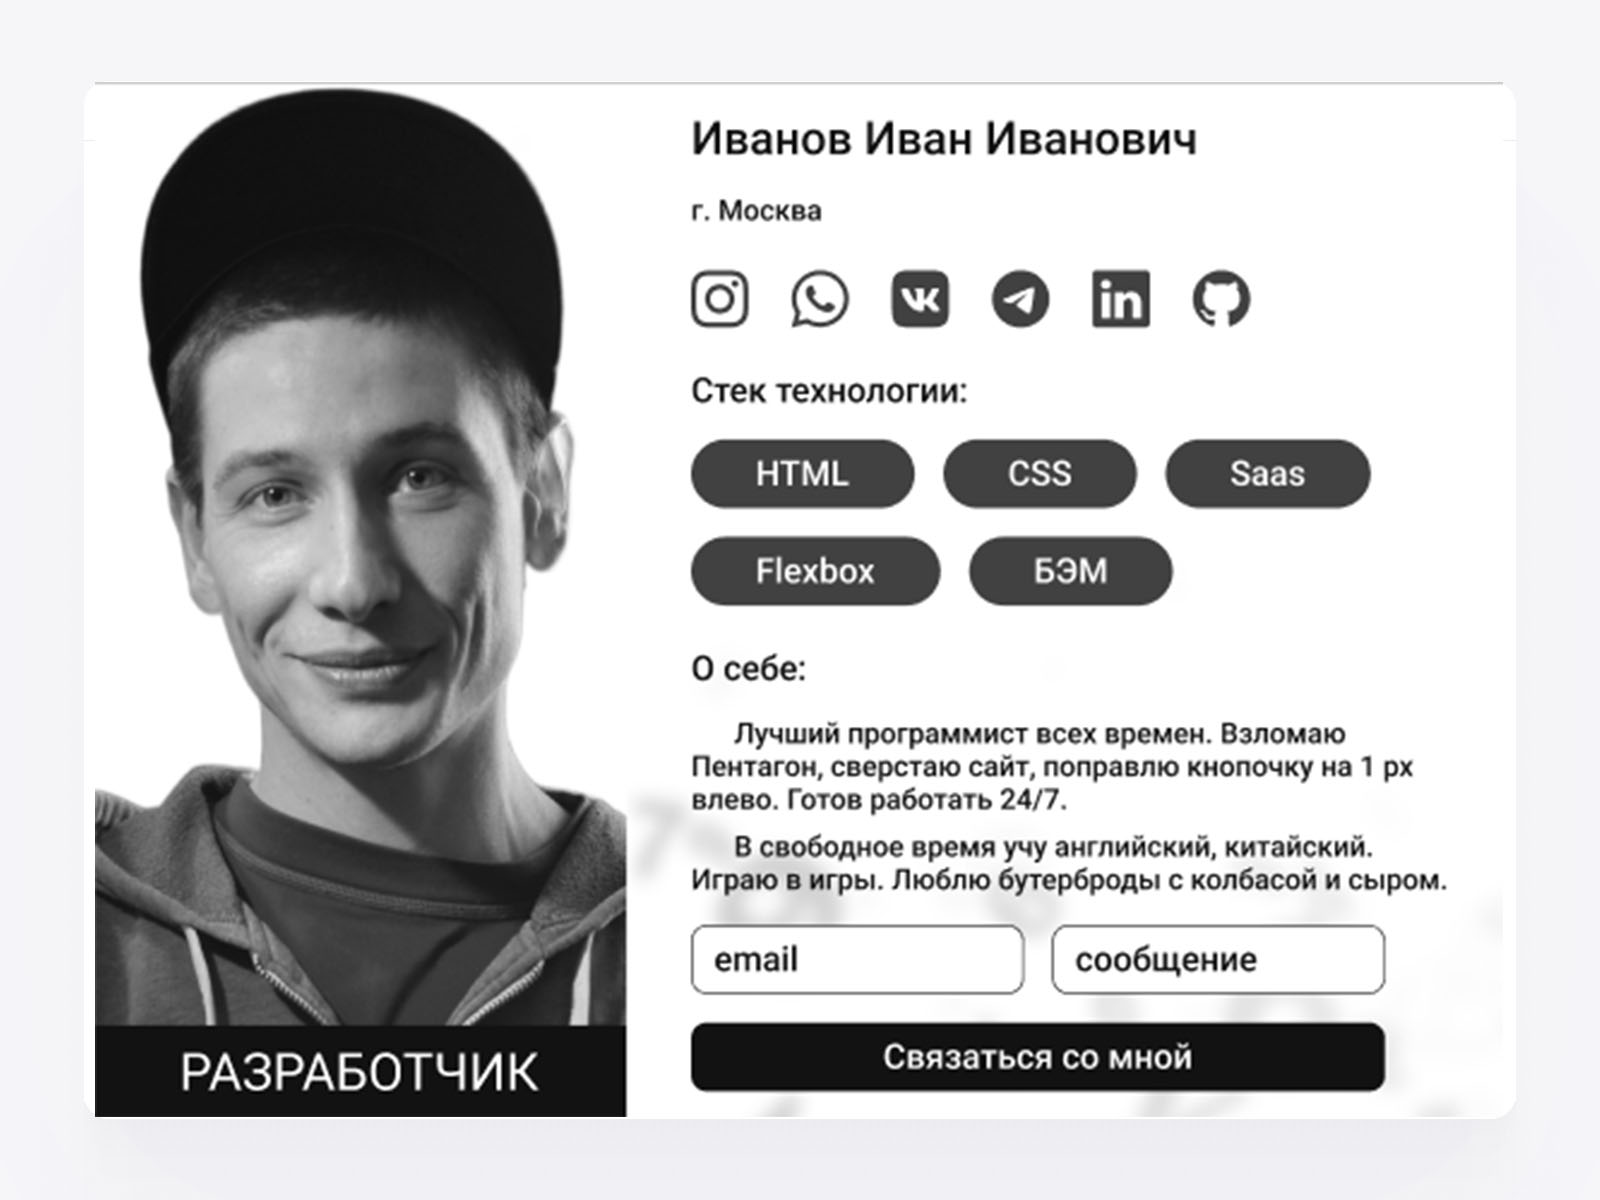 Иванов Иван Иванович
г. Москва
in
Стек технологии:
HTML
CSS
Saas
Flexbox
БЭМ
О себе:
Лучший программист всех времен. Взломаю
Пентагон, сверстаю сайт, поправлю кнопочку на 1 px
влево. Готов работать 24/7.
В свободное время учу английский, китайский.
Играю в игры. Люблю бутерброды с колбасой и сыром.
email
сообщение
Связаться со мной
РАЗРАБОТЧИК